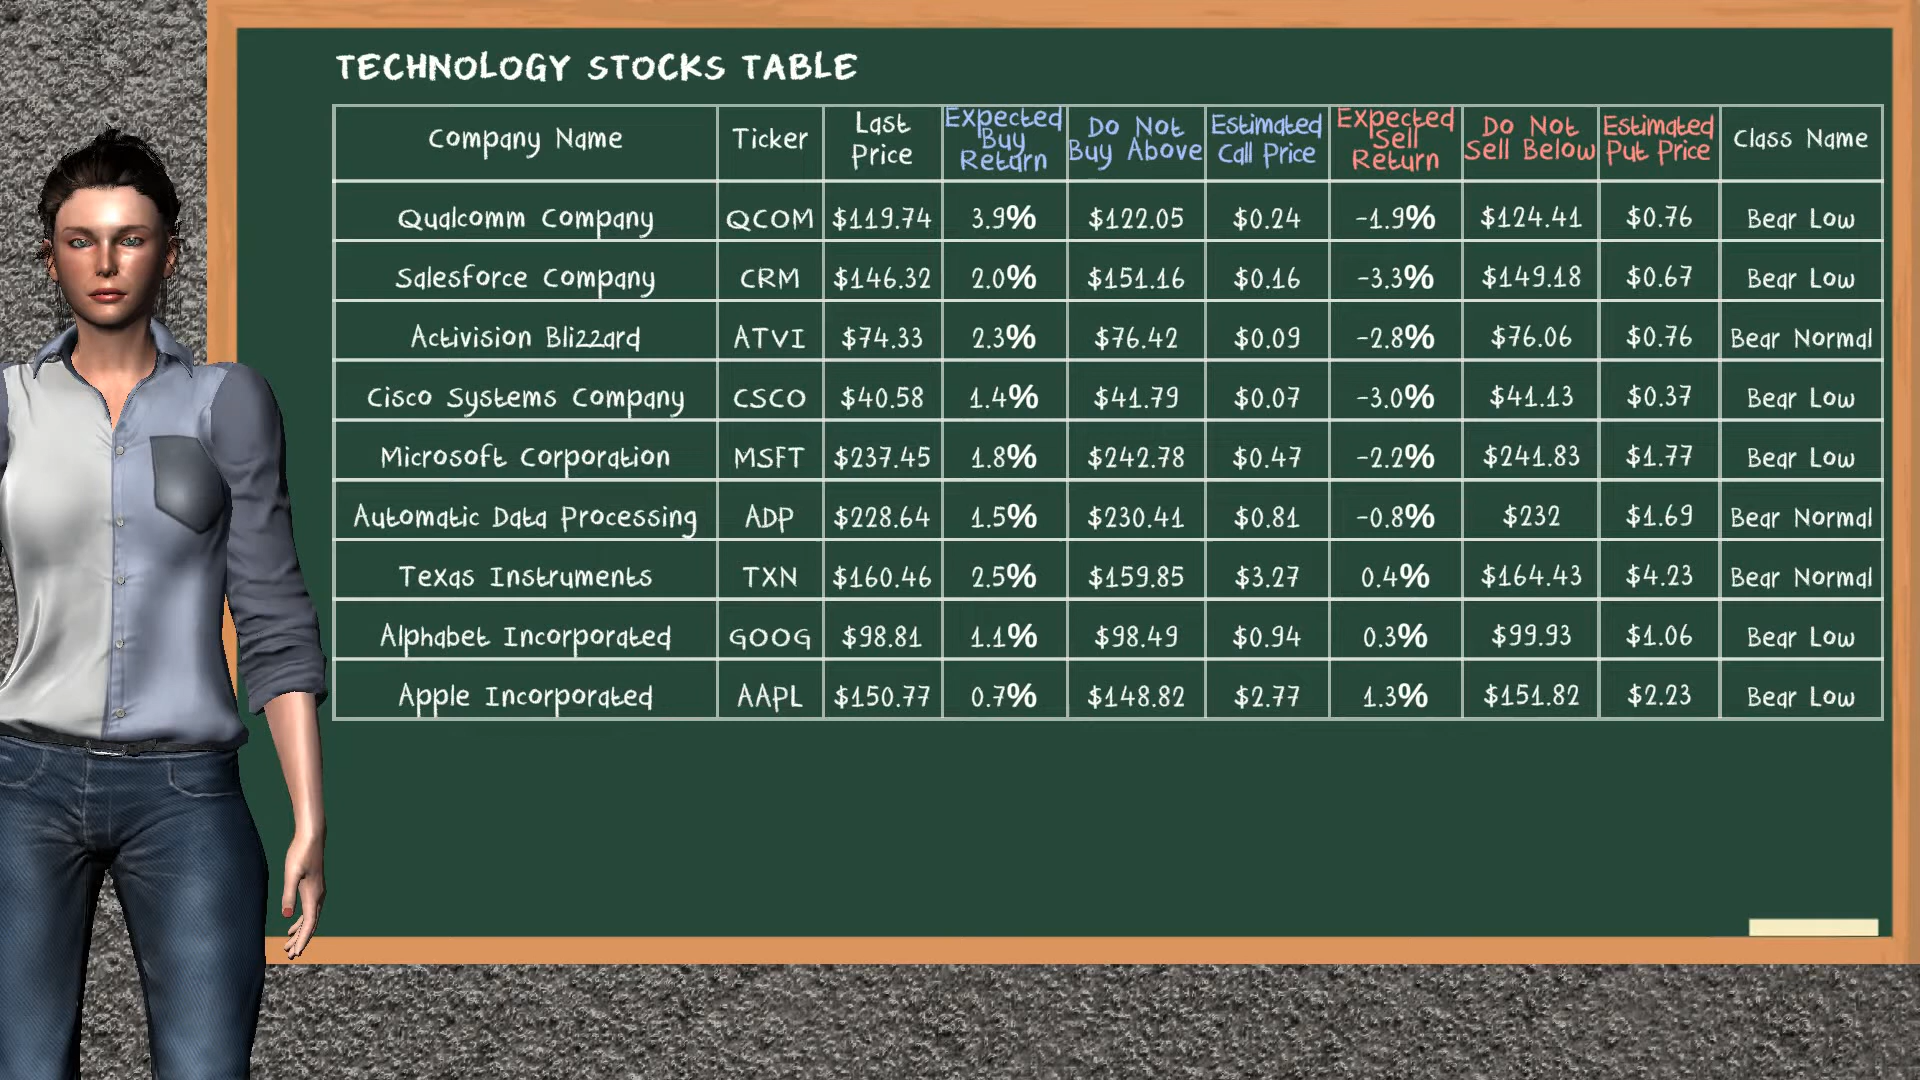 TECHNOLOGY STOCKS TABLE
Company Name Ticker Last Price Expected Buy Return Do Not Buy Above Estimated Call Price Expected Sell Return Do Not Sell Below Estimated Put Price Class Name
Qualcomm Company QCOM $119.74 3.9% $122.05 $0.24 -1.9% $124.41 $0.76 Bear Low
Salesforce Company CRM $146.32 2.0% $151.16 $0.16 -3.3% $149.18 $0.67 Bear Low
Activision Blizzard ATVI $74.33 2.3% $76.42 $0.09 -2.8% $76.06 $0.76 Bear Normal
Cisco Systems Company CSCO $40.58 1.4% $41.79 $0.07 -3.0% $41.13 $0.37 Bear Low
Microsoft Corporation MSFT $237.45 1.8% $242.78 $0.47 -2.2% $241.83 $1.77 Bear Low
Automatic Data Processing ADP $228.64 1.5% $230.41 $0.81 -0.8% $232 $1.69 Bear Normal
Texas Instruments TXN $160.46 2.5% $159.85 $3.27 0.4% $164.43 $4.23 Bear Normal
Alphabet Incorporated GOOG $98.81 1.1% $98.49 $0.94 0.3% $99.93 $1.06 Bear Low
Apple Incorporated AAPL $150.77 0.7% $148.82 $2.77 1.3% $151.82 $2.23 Bear Low